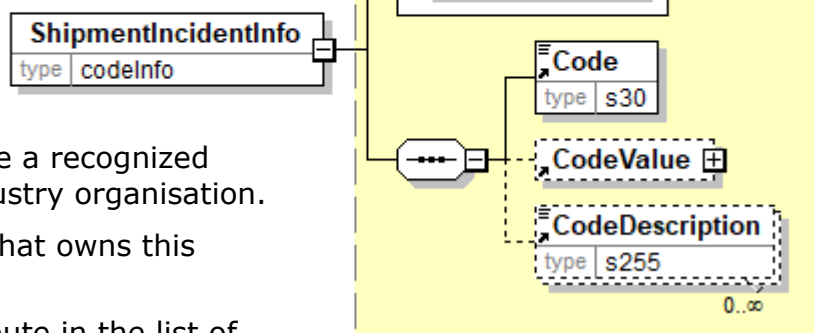 ShipmentIncidentInfo
type codeInfo
Code
type s30
e a recognized
CodeValue
ustry organisation.
CodeDescription
hat owns this
type s255
0..∞
ute in the list of